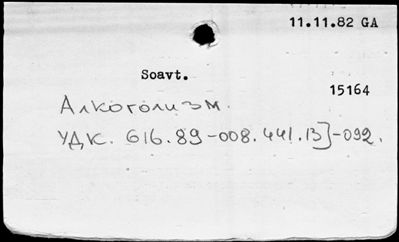 11.11.82 GA
Soavt.
15164
Алкоголизм.
УДК. 616.89-008.441.13]-092.